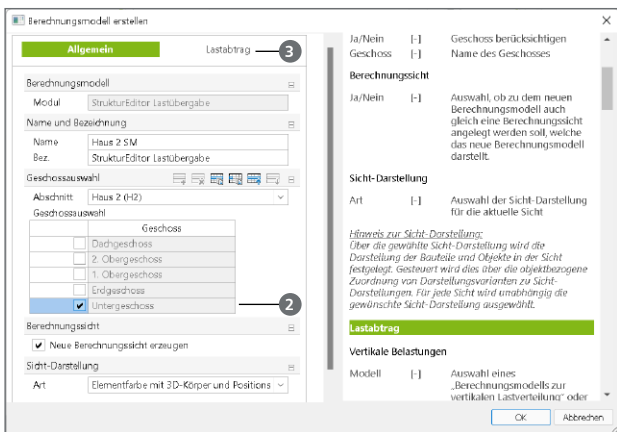 Berechnungsmodell erstellen
Allgemein
Lastabtrag
3
Berechnungsmodell
Modul
StrukturEditor Lastübergabe
Name und Bezeichnung
Name
Haus 2 SM
Bez.
StrukturEditor Lastübergabe
Geschossauswahl
Abschnitt
Haus 2 (H2)
Geschossauswahl
Geschoss
Dachgeschoss
2. Obergeschoss
1. Obergeschoss
Erdgeschoss
Untergeschoss
2
Berechnungssicht
Neue Berechnungssicht erzeugen
Sicht-Darstellung
Art
Elementfarbe mit 3D-Körper und Positions
Ja/Nein [-] Geschoss berücksichtigen
Geschoss [-] Name des Geschosses
Berechnungssicht
Ja/Nein [-] Auswahl, ob zu dem neuen
Berechnungsmodell auch
gleich eine Berechnungssicht
angelegt werden soll, welche
das neue Berechnungsmodell
darstellt.
Sicht-Darstellung
Art [-] Auswahl der Sicht-Darstellung
für die aktuelle Sicht
Hinweis zur Sicht-Darstellung:
Über die gewählte Sicht-Darstellung wird die
Darstellung der Bauteile und Objekte in der Sicht
festgelegt. Gesteuert wird dies über die objektbezogene
Zuordnung von Darstellungsvarianten zu Sicht-
Darstellungen. Für jede Sicht wird unabhängig die
gewünschte Sicht-Darstellung ausgewählt.
Lastabtrag
Vertikale Belastungen
Modell [-] Auswahl eines
„Berechnungsmodells zur
vertikalen Lastverteilung" oder
OK
Abbrechen